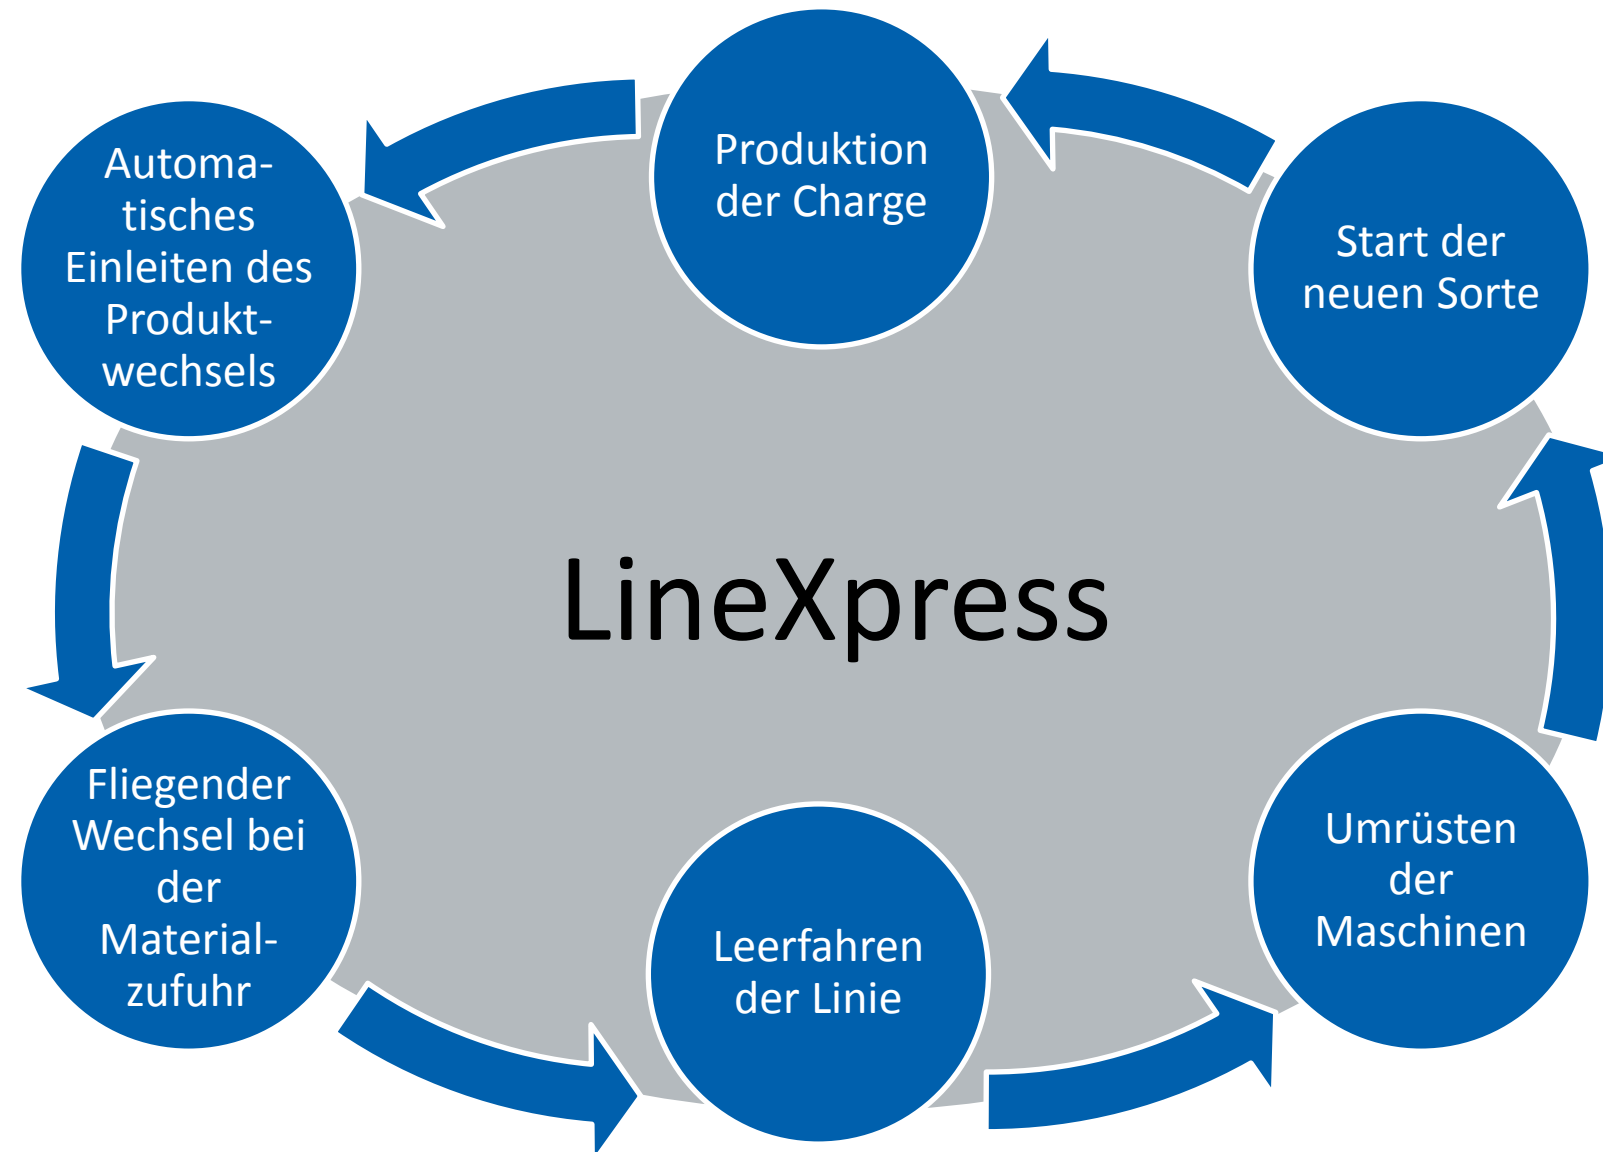 Produktion
der Charge
Automa-
tisches
Einleiten des
Produkt-
wechsels
Fliegender
Wechsel bei
der
Material-
zufuhr
Leerfahren
der Linie
Umrüsten
der
Maschinen
Start der
neuen Sorte
LineXpress